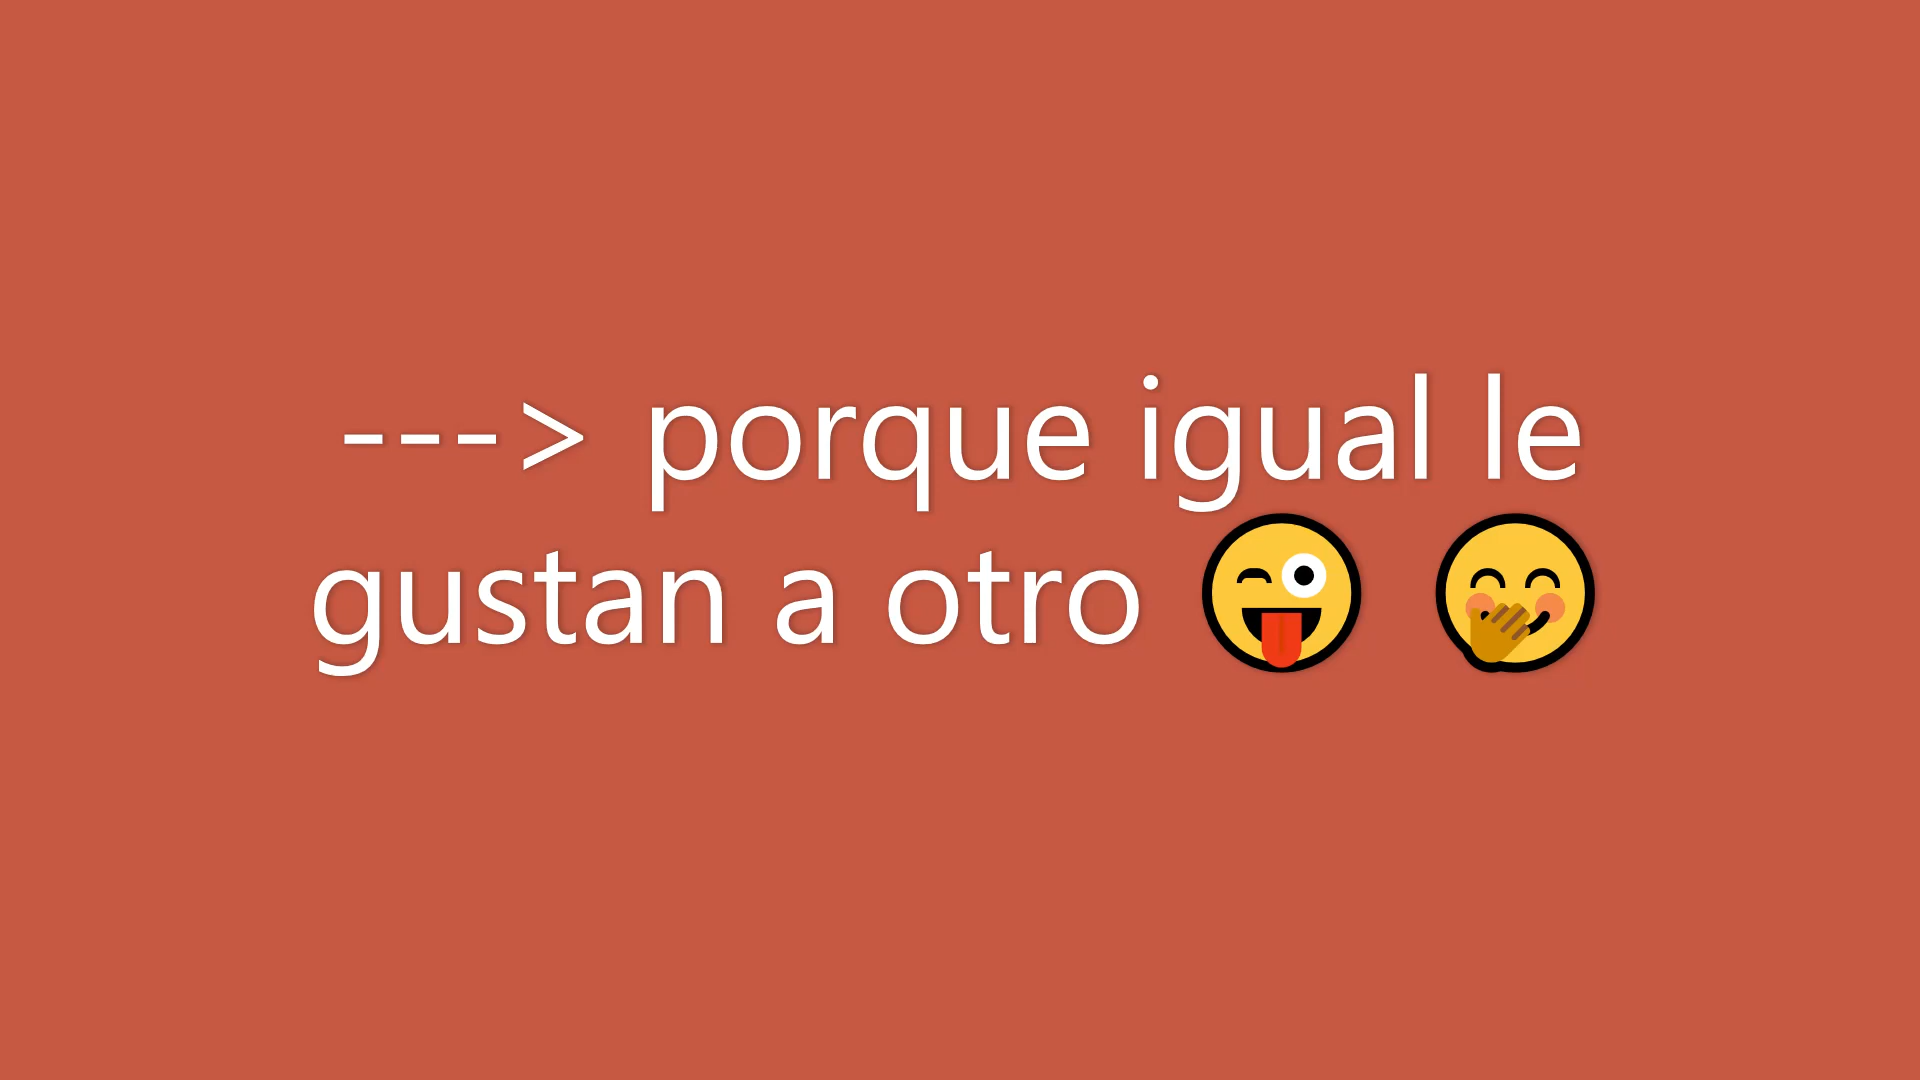 ---> porque igual le
gustan a otro 😜 🤭